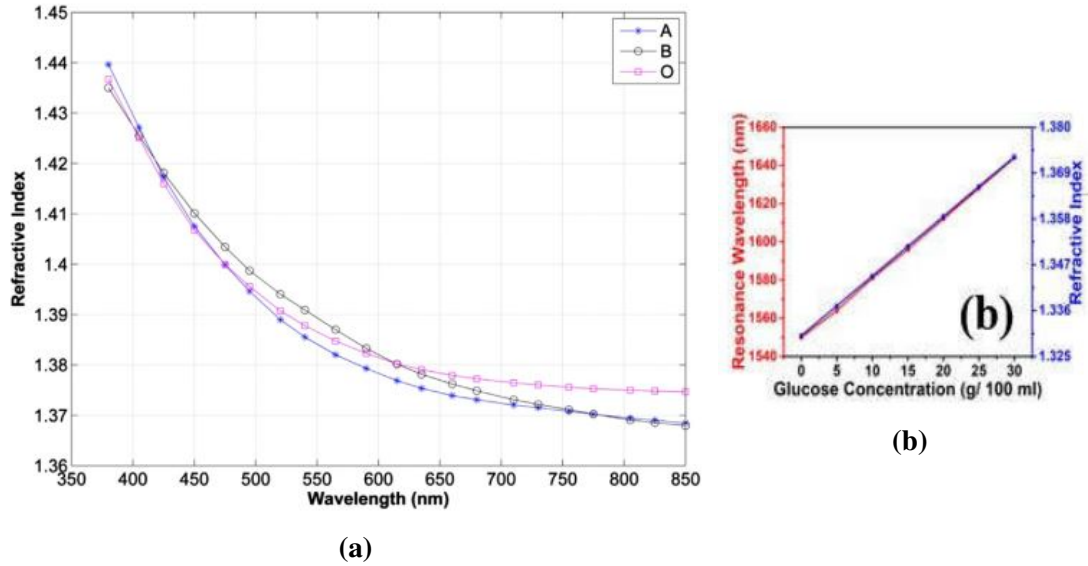 1.45
1.44
1.43
1.42
1.41
1.4
1.39
1.38
1.37
1.36
Refractive Index
350 400 450 500 550 600 650 700 750 800 850
Wavelength (nm)
A
B
O
(a)
Resonance Wavelength (nm)
1660
1640
1620
1600
1580
1560
1540
1.380
1.369
1.358
1.347
1.336
1.325
Refractive Index
(b)
0 5 10 15 20 25 30
Glucose Concentration (g/ 100 ml)
(b)